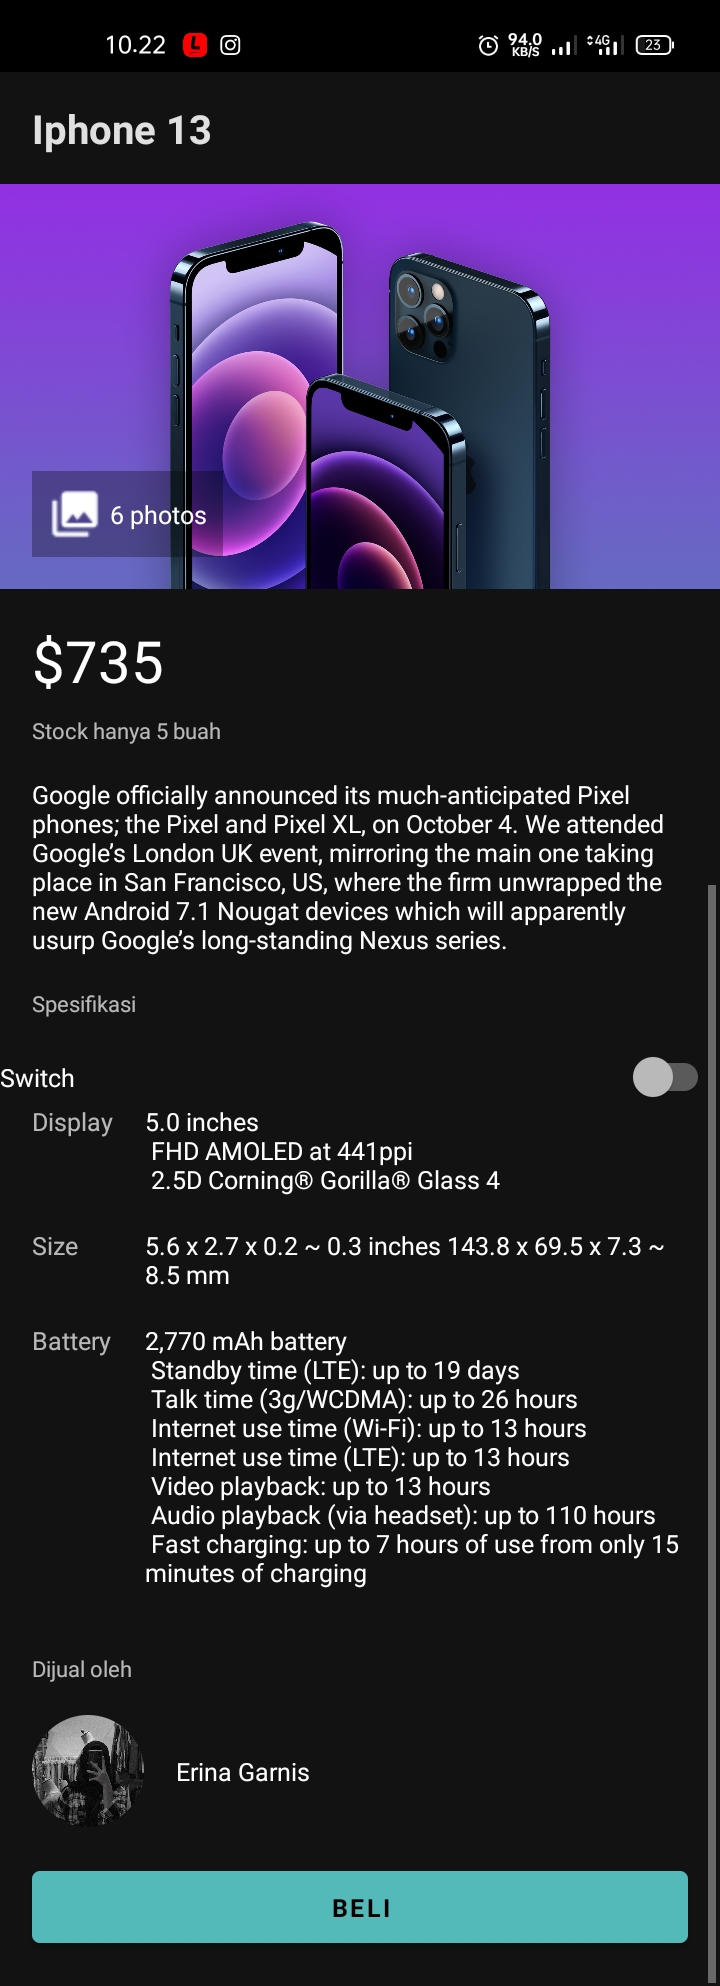 10.22
94.0
KB/S
4G
23
Iphone 13
6 photos
$735
Stock hanya 5 buah
Google officially announced its much-anticipated Pixel
phones; the Pixel and Pixel XL, on October 4. We attended
Google’s London UK event, mirroring the main one taking
place in San Francisco, US, where the firm unwrapped the
new Android 7.1 Nougat devices which will apparently
usurp Google’s long-standing Nexus series.
Spesifikasi
Switch
Display
5.0 inches
FHD AMOLED at 441ppi
2.5D Corning® Gorilla® Glass 4
Size
5.6 x 2.7 x 0.2 ~ 0.3 inches 143.8 x 69.5 x 7.3 ~
8.5 mm
Battery
2,770 mAh battery
Standby time (LTE): up to 19 days
Talk time (3g/WCDMA): up to 26 hours
Internet use time (Wi-Fi): up to 13 hours
Internet use time (LTE): up to 13 hours
Video playback: up to 13 hours
Audio playback (via headset): up to 110 hours
Fast charging: up to 7 hours of use from only 15
minutes of charging
Dijual oleh
Erina Garnis
BELI